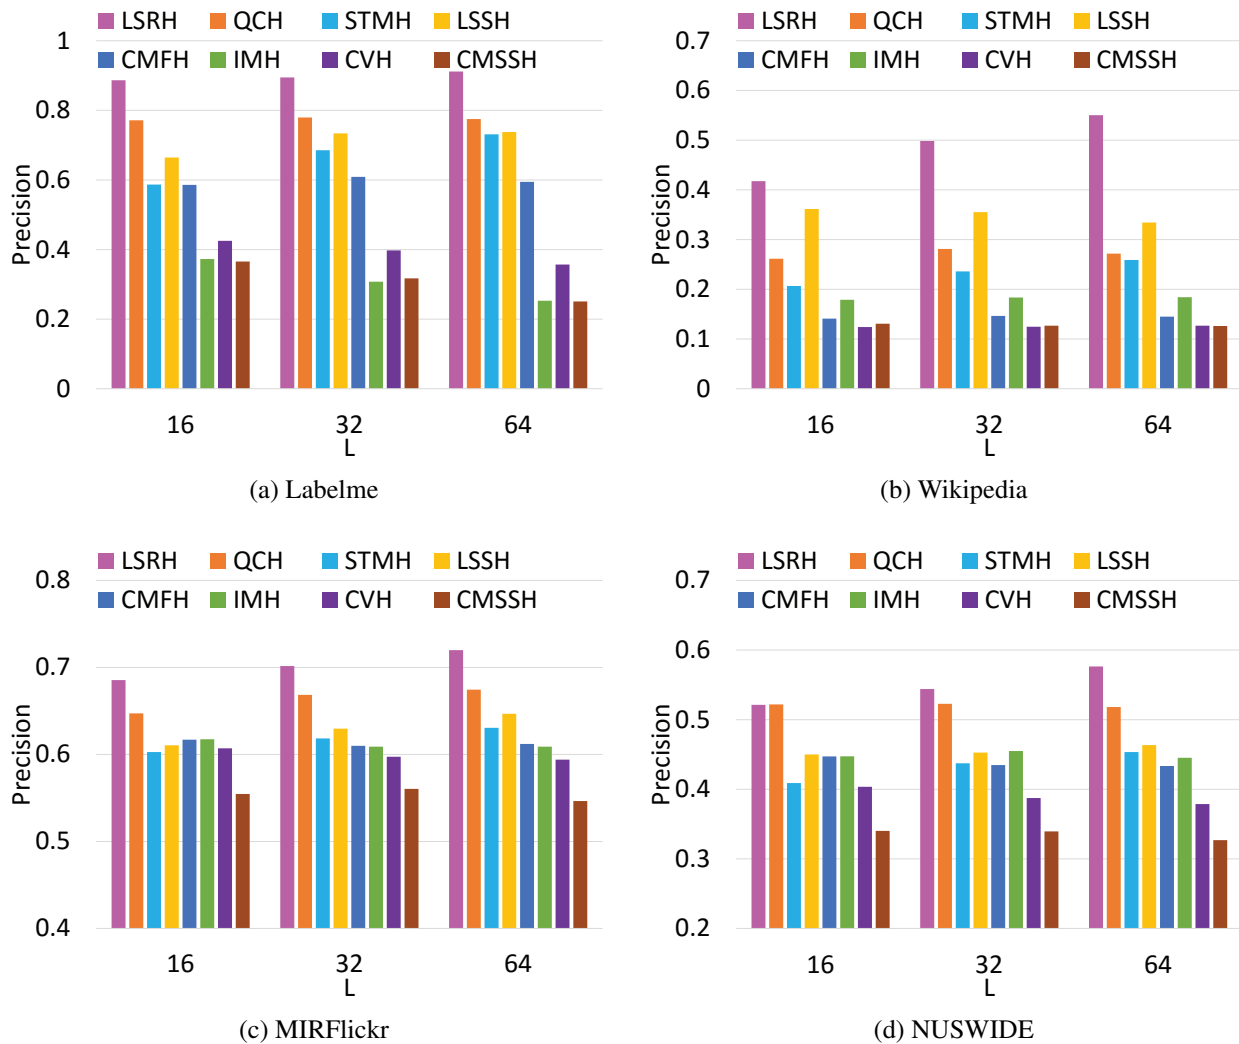 LSRH QCH STMH LSSH
CMFH IMH CVH CMSSH
1
0.8
0.6
0.4
0.2
0
Precision
16 32 64
L
(a) Labelme
LSRH QCH STMH LSSH
CMFH IMH CVH CMSSH
0.7
0.6
0.5
0.4
0.3
0.2
0.1
0
Precision
16 32 64
L
(b) Wikipedia
LSRH QCH STMH LSSH
CMFH IMH CVH CMSSH
0.8
0.7
0.6
0.5
0.4
Precision
16 32 64
L
(c) MIRFlickr
LSRH QCH STMH LSSH
CMFH IMH CVH CMSSH
0.7
0.6
0.5
0.4
0.3
0.2
Precision
16 32 64
L
(d) NUSWIDE